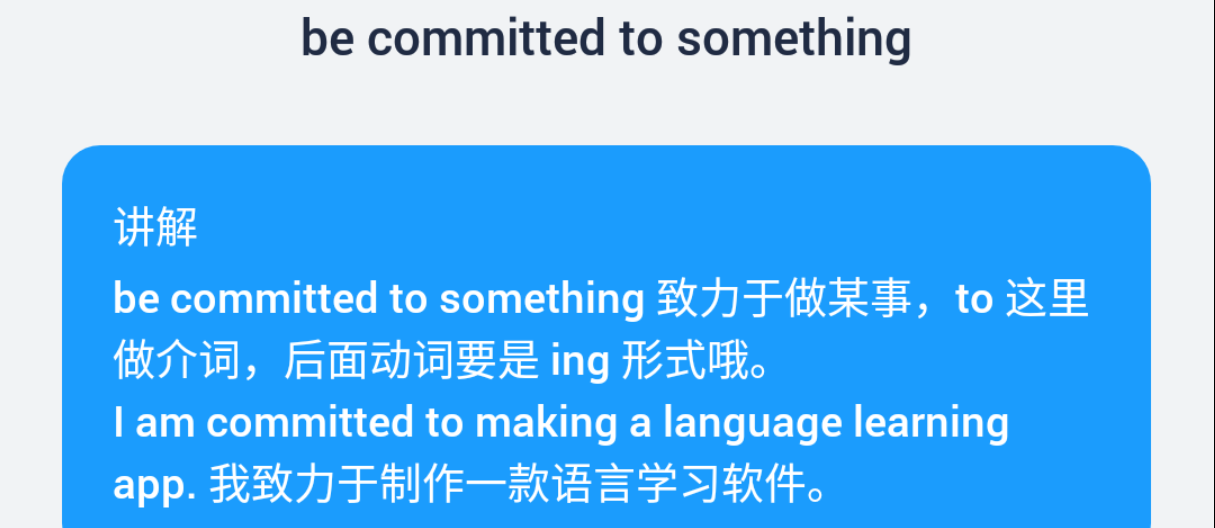 be committed to something
讲解
be committed to something 致力于做某事，to 这里
做介词，后面动词要是 ing 形式哦。
I am committed to making a language learning
app. 我致力于制作一款语言学习软件。